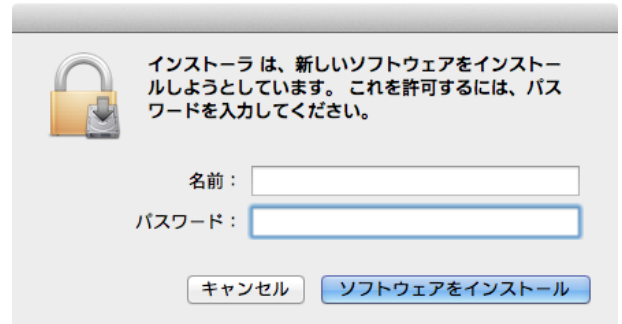 インストーラ は、新しいソフトウェアをインストー
ルしようとしています。 これを許可するには、パス
ワードを入力してください。
名前：
パスワード：
キャンセル
ソフトウェアをインストール